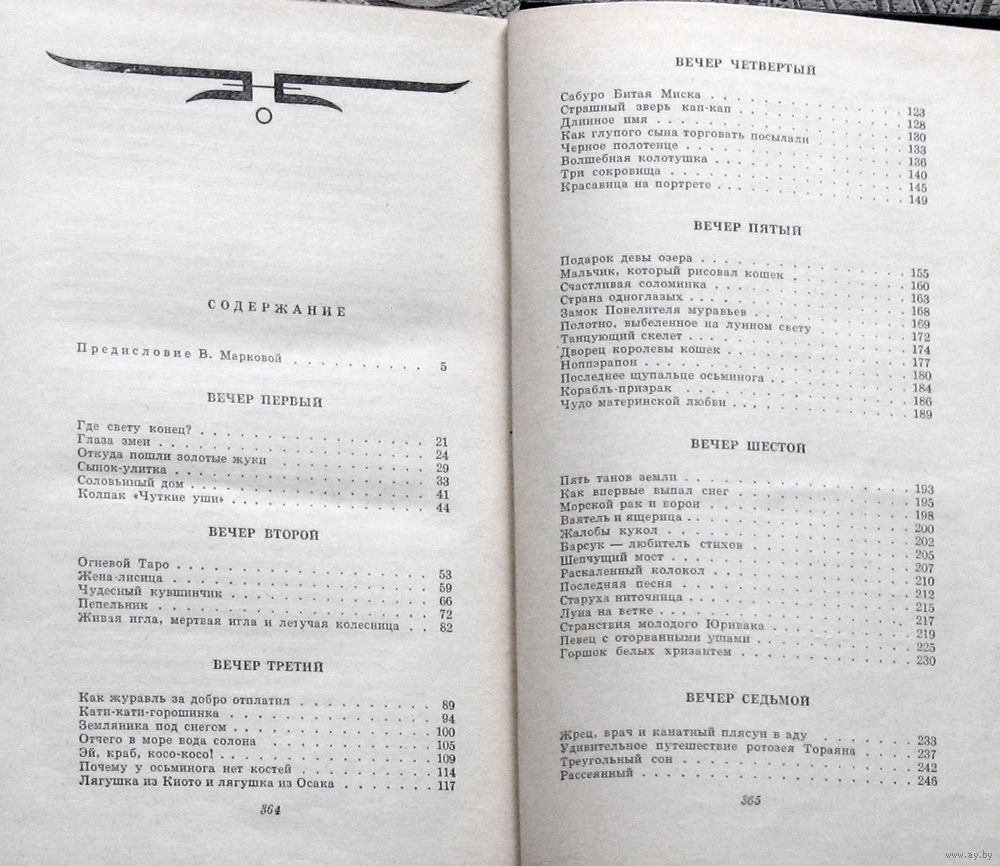 СОДЕРЖАНИЕ
Предисловие В. Марковой . . . . . . . . 5
ВЕЧЕР ПЕРВЫЙ
Где свету конец? . . . . . . . . 21
Глаза змеи . . . . . . . . 24
Откуда пошли золотые жуки . . . . . . . . 29
Сынок-улитка . . . . . . . . 33
Соловьиный дом . . . . . . . . 41
Колпак «Чуткие уши» . . . . . . . . 44
ВЕЧЕР ВТОРОЙ
Огневой Таро . . . . . . . . 53
Жена-лисица . . . . . . . . 59
Чудесный кувшинчик . . . . . . . . 66
Пепельник . . . . . . . . 72
Живая игла, мертвая игла и летучая колесница . . 82
ВЕЧЕР ТРЕТИЙ
Как журавль за добро отплатил . . . . . . . . 89
Кати-кати-горошинка . . . . . . . . 94
Земляника под снегом . . . . . . . . 100
Отчего в море вода солона . . . . . . . . 105
Эй, краб, косо-косо! . . . . . . . . 109
Почему у осьминога нет костей . . . . . . . . 114
Лягушка из Киото и лягушка из Осака . . . . . . . 117
364
ВЕЧЕР ЧЕТВЕРТЫЙ
Сабуро Битая Миска . . . . . . . . 123
Страшный зверь кап-кап . . . . . . . . 128
Длинное имя . . . . . . . . 130
Как глупого сына торговать посылали . . . . . . . . 133
Черное полотенце . . . . . . . . 136
Волшебная колотушка . . . . . . . . 140
Три сокровища . . . . . . . . 145
Красавица на портрете . . . . . . . . 149
ВЕЧЕР ПЯТЫЙ
Подарок девы озера . . . . . . . . 155
Мальчик, который рисовал кошек . . . . . . . . 160
Счастливая соломинка . . . . . . . . 163
Страна одноглазых . . . . . . . . 168
Замок Повелителя муравьев . . . . . . . . 169
Полотно, выбеленное на лунном свету . . . . . . . . 172
Танцующий скелет . . . . . . . . 174
Дворец королевы кошек . . . . . . . . 177
Ноппэрапон . . . . . . . . 180
Последнее щупальце осьминога . . . . . . . . 184
Корабль-призрак . . . . . . . . 186
Чудо материнской любви . . . . . . . . 189
ВЕЧЕР ШЕСТОЙ
Пять танов земли . . . . . . . . 193
Как впервые выпал снег . . . . . . . . 195
Морской рак и ворон . . . . . . . . 198
Ваятель и ящерица . . . . . . . . 200
Жалобы кукол . . . . . . . . 202
Барсук — любитель стихов . . . . . . . . 205
Шепчущий мост . . . . . . . . 207
Раскаленный колокол . . . . . . . . 210
Последняя песня . . . . . . . . 212
Старуха ниточница . . . . . . . . 215
Луна на ветке . . . . . . . . 217
Странствия молодого Юривака . . . . . . . . 219
Певец с оторванными ушами . . . . . . . . 225
Горшок белых хризантем . . . . . . . . 230
ВЕЧЕР СЕДЬМОЙ
Жрец, врач и канатный плясун в аду . . . . . . . . 233
Удивительное путешествие ротозея Тораяна . . . . 237
Треугольный сон . . . . . . . . 242
Рассеянный . . . . . . . . 246
365
www.ay.by